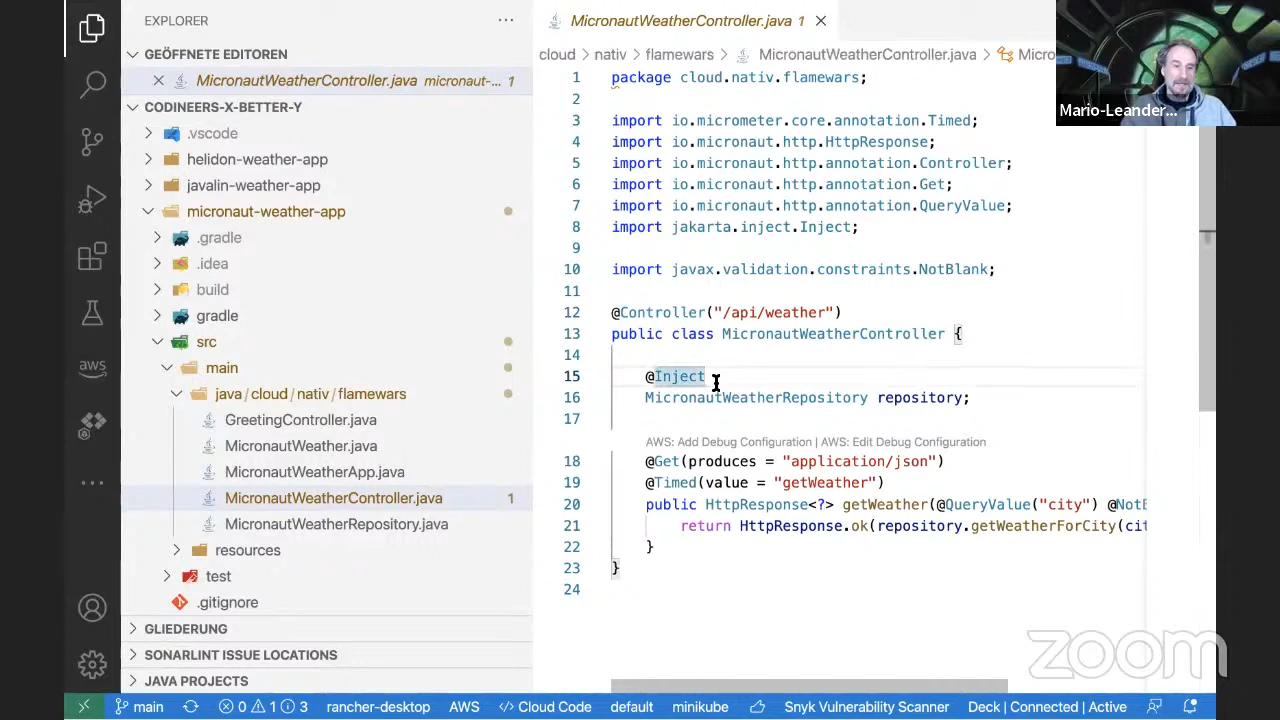 EXPLORER
GEÖFFNETE EDITOREN
MicronautWeatherController.java micronaut-... 1
CODINEERS-X-BETTER-Y
.vscode
helidon-weather-app
javalin-weather-app
micronaut-weather-app
.gradle
.idea
build
gradle
src
main
java/cloud/nativ/flamewars
GreetingController.java
MicronautWeather.java
MicronautWeatherApp.java
MicronautWeatherController.java 1
MicronautWeatherRepository.java
resources
test
.gitignore
GLIEDERUNG
SONARLINT ISSUE LOCATIONS
JAVA PROJECTS
aws
MicronautWeatherController.java 1
cloud > nativ > flamewars > MicronautWeatherController.java > Micro
1 package cloud.nativ.flamewars;
2
3 import io.micrometer.core.annotation.Timed;
4 import io.micronaut.http.HttpResponse;
5 import io.micronaut.http.annotation.Controller;
6 import io.micronaut.http.annotation.Get;
7 import io.micronaut.http.annotation.QueryValue;
8 import jakarta.inject.Inject;
9
10 import javax.validation.constraints.NotBlank;
11
12 @Controller("/api/weather")
13 public class MicronautWeatherController {
14
15 @Inject
16 MicronautWeatherRepository repository;
17
AWS: Add Debug Configuration | AWS: Edit Debug Configuration
18 @Get(produces = "application/json")
19 @Timed(value = "getWeather")
20 public HttpResponse<?> getWeather(@QueryValue("city") @NotB
21 return HttpResponse.ok(repository.getWeatherForCity(cit
22 }
23 }
24
Mario-Leander...
zoom
main 0 1 3 rancher-desktop AWS Cloud Code default minikube Snyk Vulnerability Scanner Deck | Connected | Active